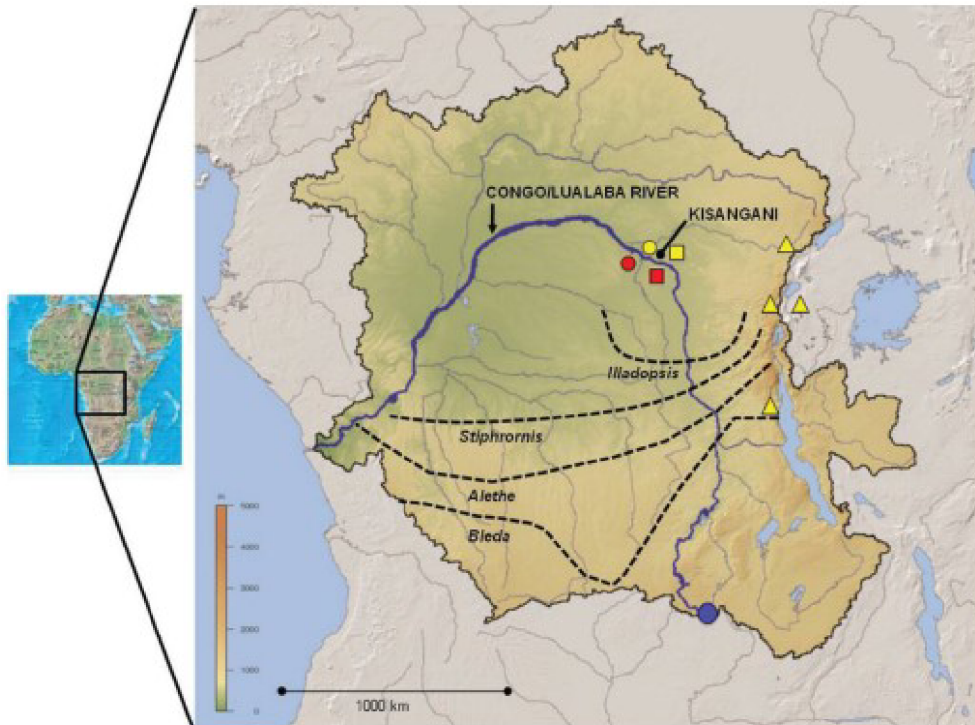 CONGO/LUALABA RIVER
KISANGANI
Illadopsis
Stiphrornis
Alethe
Bleda
5000
4000
3000
2000
1000
0
1000 km